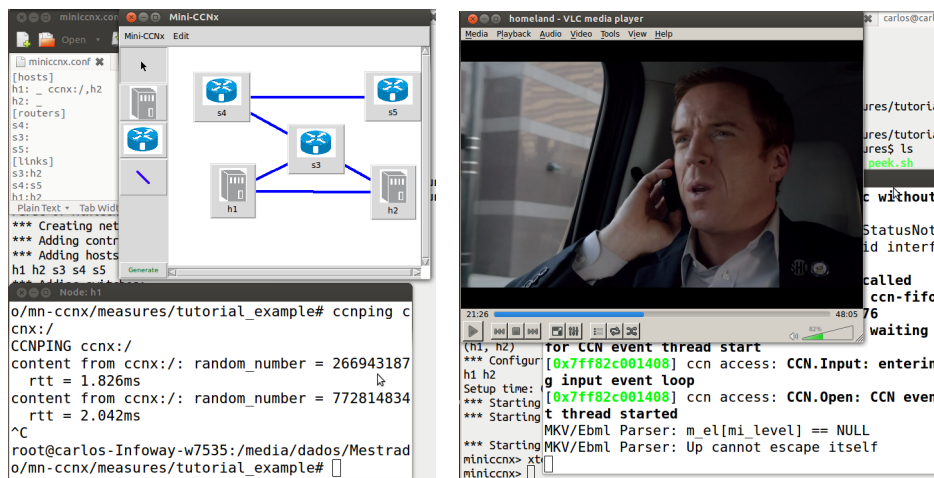 miniccnx.con
Mini-CCNx
Open
Mini-CCNx Edit
miniccnx.conf
[hosts]
h1: _ ccnx:/,h2
h2: _
[routers]
s4:
s3:
s5:
[links]
s3:h2
s4:s5
h1:h2
Plain Text Tab Widt
s4
s5
s3
h1
h2
Generate
*** Creating net
*** Adding contr
*** Adding hosts
h1 h2 s3 s4 s5
Node: h1
o/mn-ccnx/measures/tutorial_example# ccnping c
cnx:/
CCNPING ccnx:/
content from ccnx:/: random_number = 266943187
rtt = 1.826ms
content from ccnx:/: random_number = 772814834
rtt = 2.042ms
^C
root@carlos-Infoway-w7535:/media/dados/Mestrad
o/mn-ccnx/measures/tutorial_example#
homeland - VLC media player
carlos@carl
Media Playback Audio Video Tools View Help
ures/tutoria
ures/tutoria
ures$ ls
peek.sh
c without
StatusNot
id interf
called
ccn-fifo
76
waiting
SHO
21:26
48:05
82%
(h1, h2)
*** Configur
h1 h2
Setup time:
*** Starting
*** Starting
*** Starting
miniccnx> xt
miniccnx>
for CCN event thread start
[0x7ff82c001408] ccn access: CCN.Input: enterin
g input event loop
[0x7ff82c001408] ccn access: CCN.Open: CCN even
t thread started
MKV/Ebml Parser: m_el[mi_level] == NULL
MKV/Ebml Parser: Up cannot escape itself